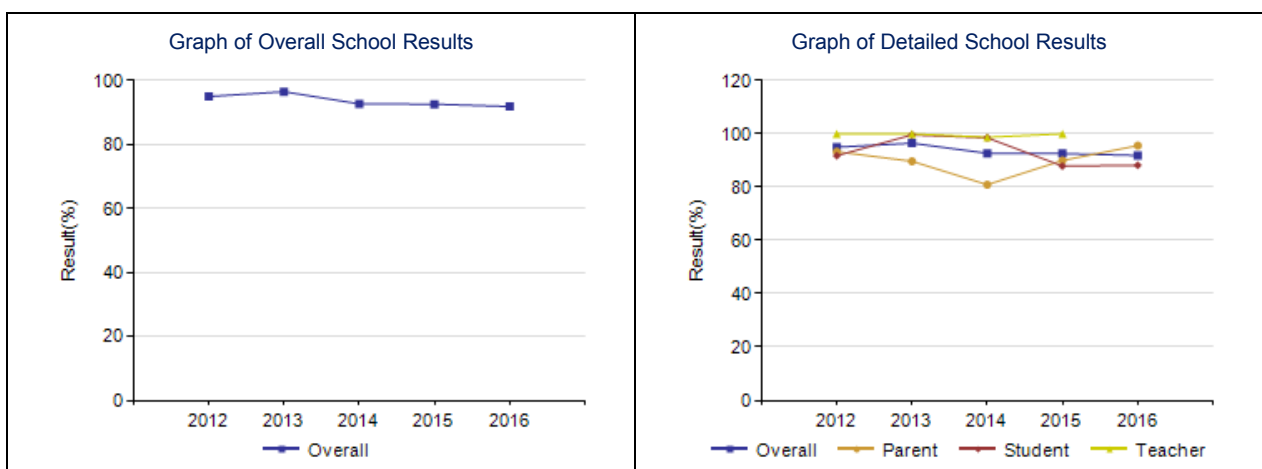 Graph of Overall School Results
100
80
60
40
20
0
Result(%)
2012 2013 2014 2015 2016
Overall
Graph of Detailed School Results
120
100
80
60
40
20
0
Result(%)
2012 2013 2014 2015 2016
Overall Parent Student Teacher